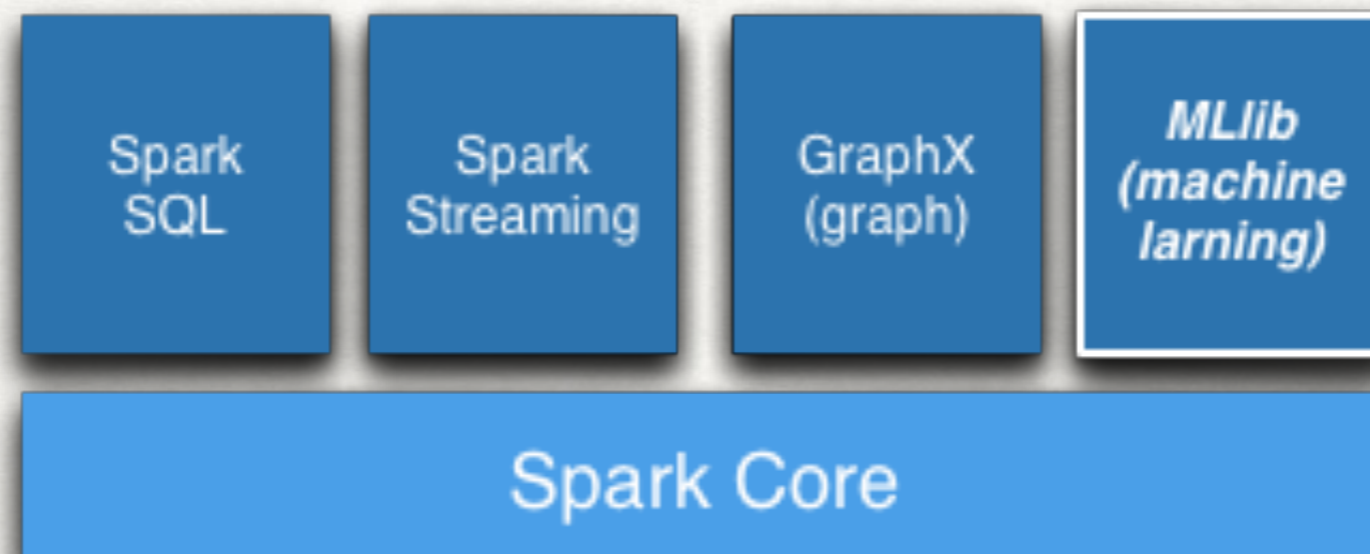 Spark
SQL
Spark
Streaming
GraphX
(graph)
MLlib
(machine
larning)
Spark Core